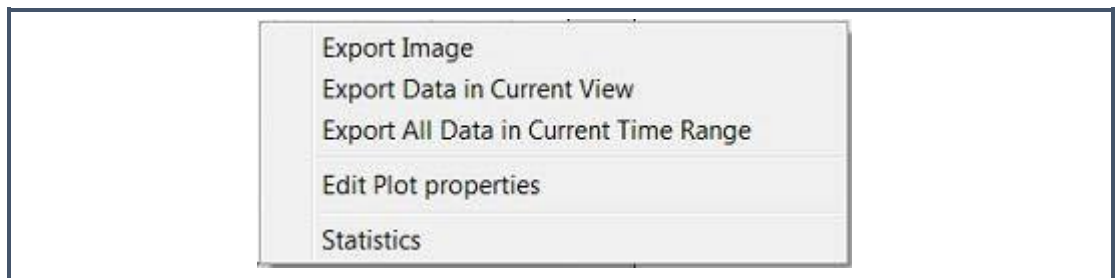 Export Image
Export Data in Current View
Export All Data in Current Time Range
Edit Plot properties
Statistics